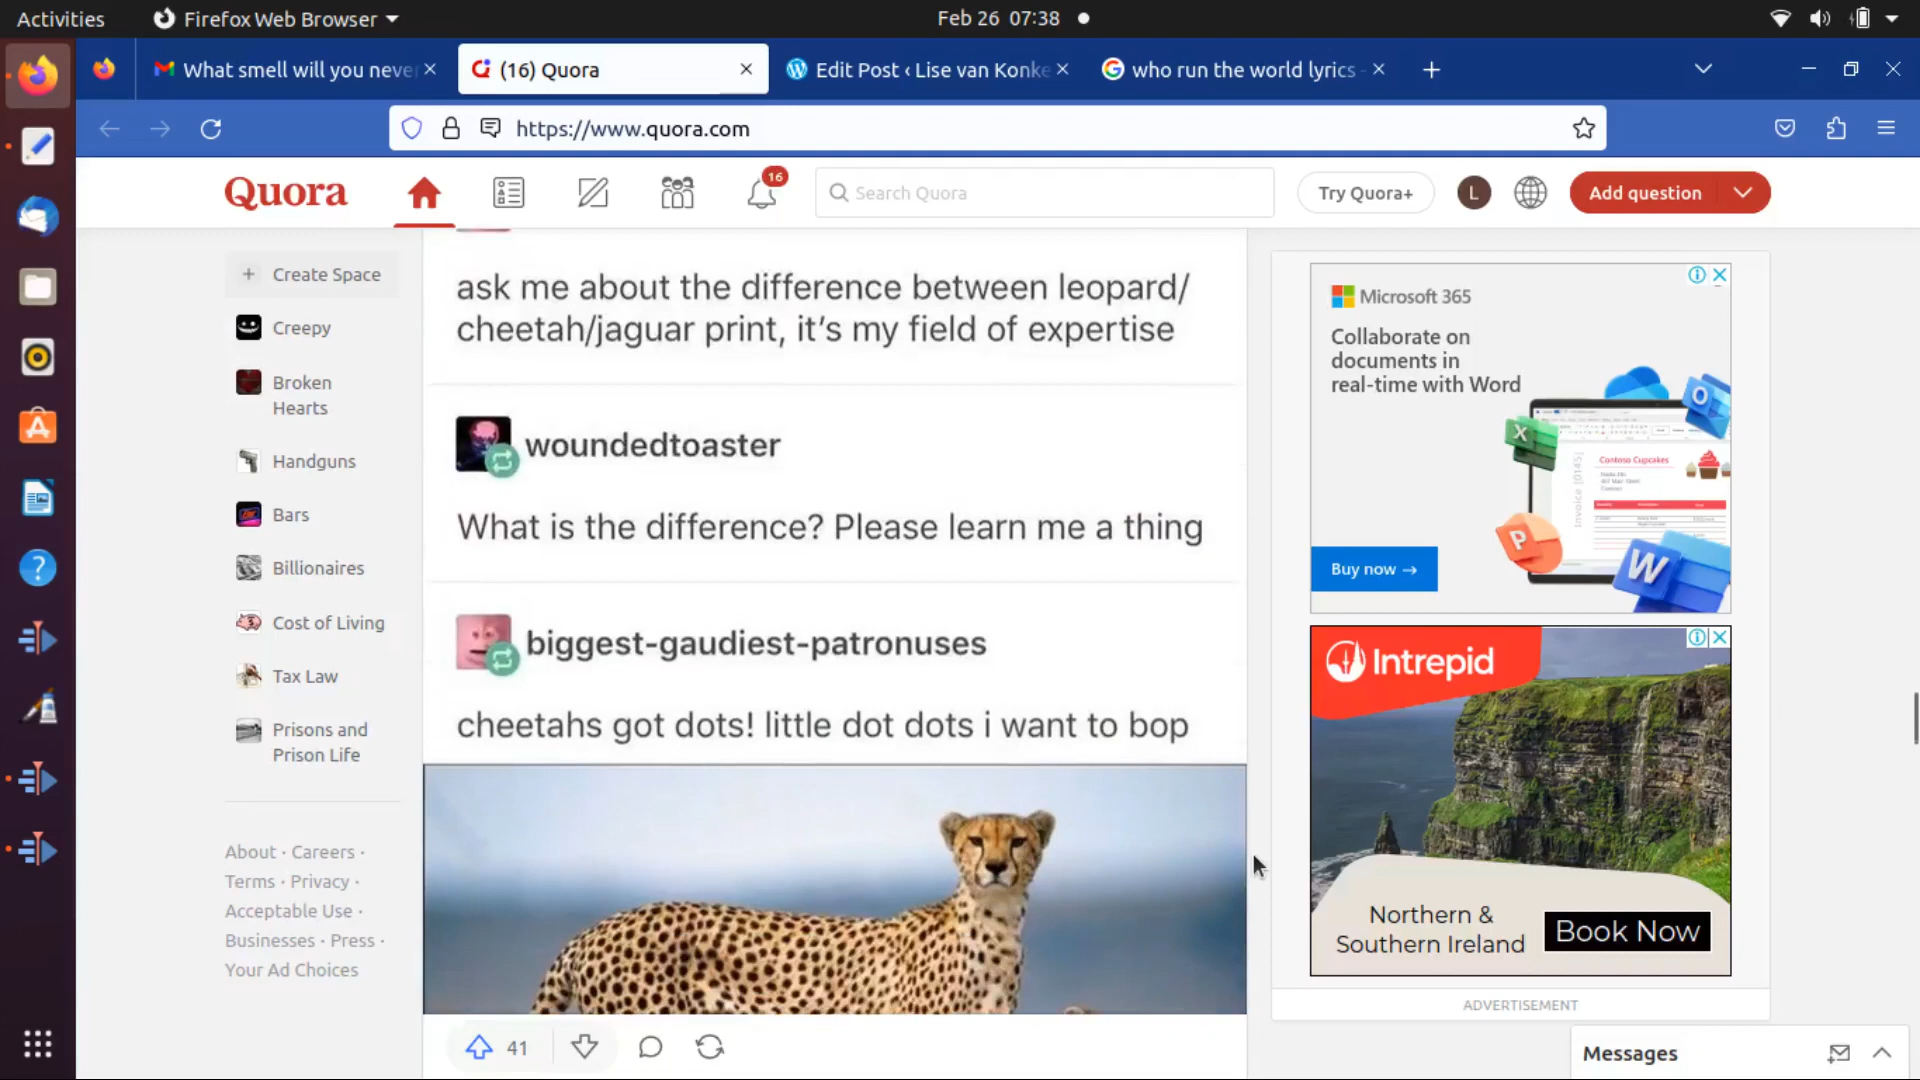 Activities
Firefox Web Browser
Feb 26 07:38
What smell will you neve
(16) Quora
Edit Post ‹ Lise van Konke
who run the world lyrics -
https://www.quora.com
Quora
16
Search Quora
Try Quora+
L
Add question
Create Space
Creepy
Broken
Hearts
Handguns
Bars
Billionaires
Cost of Living
Tax Law
Prisons and
Prison Life
About · Careers ·
Terms · Privacy ·
Acceptable Use ·
Businesses · Press ·
Your Ad Choices
ask me about the difference between leopard/
cheetah/jaguar print, it's my field of expertise
woundedtoaster
What is the difference? Please learn me a thing
biggest-gaudiest-patronuses
cheetahs got dots! little dot dots i want to bop
41
Microsoft 365
Collaborate on
documents in
real-time with Word
Buy now →
Contoso Cupcakes
Invoice [0145]
X
O
P
W
Intrepid
Northern &
Southern Ireland
Book Now
ADVERTISEMENT
Messages